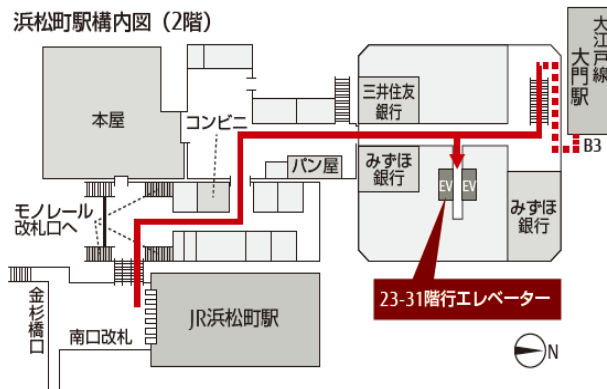 浜松町駅構内図（2階）
大江戸線
大門駅
B3
本屋
コンビニ
三井住友
銀行
パン屋
みずほ
銀行
EV
EV
みずほ
銀行
モノレール
改札口へ
金杉橋口
南口改札
JR浜松町駅
23-31階行エレベーター
N